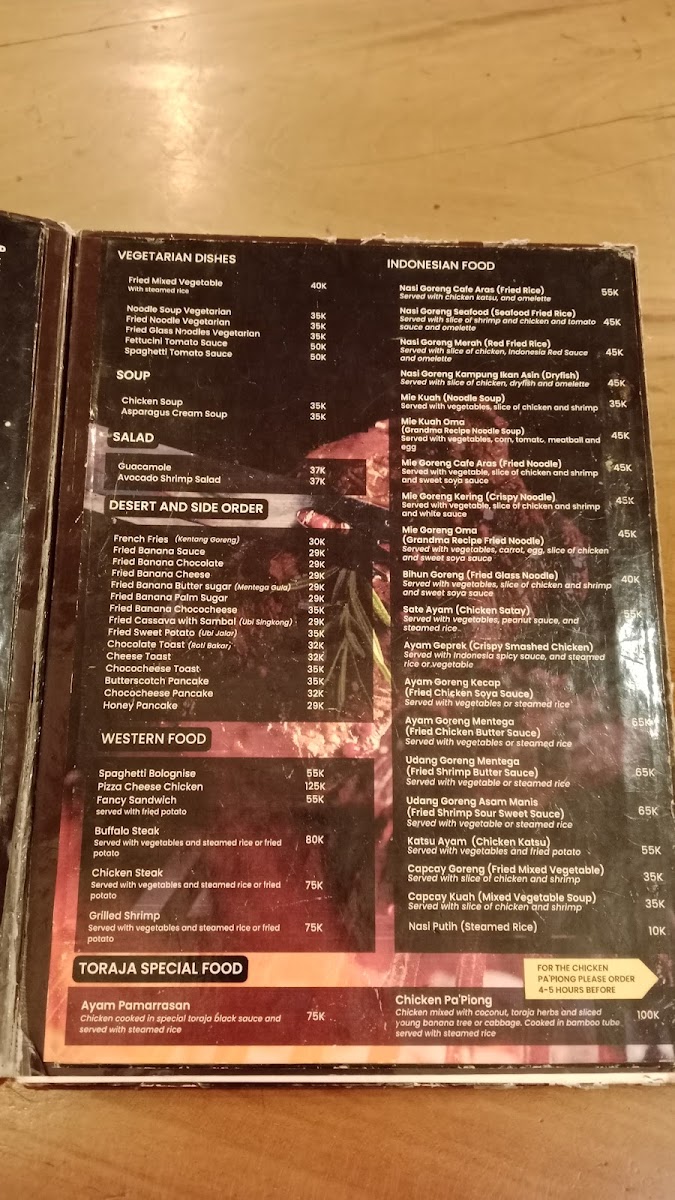 VEGETARIAN DISHES
Fried Mixed Vegetable 40K
With steamed rice
Noodle Soup Vegetarian 35K
Fried Noodle Vegetarian 35K
Fried Glass Noodles Vegetarian 35K
Fettucini Tomato Sauce 50K
Spaghetti Tomato Sauce 50K
SOUP
Chicken Soup 35K
Asparagus Cream Soup 35K
SALAD
Guacamole 37K
Avocado Shrimp Salad 37K
DESERT AND SIDE ORDER
French Fries (Kentang Goreng) 30K
Fried Banana Sauce 29K
Fried Banana Chocolate 29K
Fried Banana Cheese 29K
Fried Banana Butter sugar (Mentega Gula) 29K
Fried Banana Palm Sugar 29K
Fried Banana Chococheese 35K
Fried Cassava with Sambal (Ubi Singkong) 29K
Fried Sweet Potato (Ubi Jalar) 35K
Chocolate Toast (Roti Bakar) 32K
Cheese Toast 32K
Chococheese Toast 35K
Butterscotch Pancake 35K
Chococheese Pancake 32K
Honey Pancake 29K
WESTERN FOOD
Spaghetti Bolognise 55K
Pizza Cheese Chicken 125K
Fancy Sandwich 55K
served with fried potato
Buffalo Steak
Served with vegetables and steamed rice or fried 80K
potato
Chicken Steak
Served with vegetables and steamed rice or fried 75K
potato
Grilled Shrimp
Served with vegetables and steamed rice or fried 75K
potato
INDONESIAN FOOD
Nasi Goreng Cafe Aras (Fried Rice) 55K
Served with chicken katsu, and omelette
Nasi Goreng Seafood (Seafood Fried Rice)
Served with slice of shrimp and chicken and tomato 45K
sauce and omelette
Nasi Goreng Merah (Red Fried Rice)
Served with slice of chicken, Indonesia Red Sauce 45K
and omelette
Nasi Goreng Kampung Ikan Asin (Dryfish)
Served with slice of chicken, dryfish and omelette 45K
Mie Kuah (Noodle Soup) 35K
Served with vegetables, slice of chicken and shrimp
Mie Kuah Oma
(Grandma Recipe Noodle Soup) 45K
Served with vegetables, corn, tomato, meatball and
egg
Mie Goreng Cafe Aras (Fried Noodle) 45K
Served with vegetable, slice of chicken and shrimp
and sweet soya sauce
Mie Goreng Kering (Crispy Noodle) 45K
Served with vegetable, slice of chicken and shrimp
and white sauce
Mie Goreng Oma 45K
(Grandma Recipe Fried Noodle)
Served with vegetables, carrot, egg, slice of chicken
and sweet soya sauce
Bihun Goreng (Fried Glass Noodle) 40K
Served with vegetables, slice of chicken and shrimp
and sweet soya sauce
Sate Ayam (Chicken Satay) 55K
Served with vegetables, peanut sauce, and
steamed rice
Ayam Geprek (Crispy Smashed Chicken)
Served with Indonesia spicy sauce, and steamed
rice or vegetable
Ayam Goreng Kecap
(Fried Chicken Soya Sauce)
Served with vegetables or steamed rice
Ayam Goreng Mentega 65K
(Fried Chicken Butter Sauce)
Served with vegetables or steamed rice
Udang Goreng Mentega
(Fried Shrimp Butter Sauce) 65K
Served with vegetable or steamed rice
Udang Goreng Asam Manis
(Fried Shrimp Sour Sweet Sauce) 65K
Served with vegetable or steamed rice
Katsu Ayam (Chicken Katsu)
Served with vegetables and fried potato 55K
Capcay Goreng (Fried Mixed Vegetable)
Served with slice of chicken and shrimp 35K
Capcay Kuah (Mixed Vegetable Soup)
Served with slice of chicken and shrimp 35K
Nasi Putih (Steamed Rice) 10K
TORAJA SPECIAL FOOD
FOR THE CHICKEN
PA'PIONG PLEASE ORDER
4-5 HOURS BEFORE
Ayam Pamarrasan
Chicken cooked in special toraja black sauce and 75K
served with steamed rice
Chicken Pa'Piong
Chicken mixed with coconut, toraja herbs and sliced 100K
young banana tree or cabbage. Cooked in bamboo tube
served with steamed rice